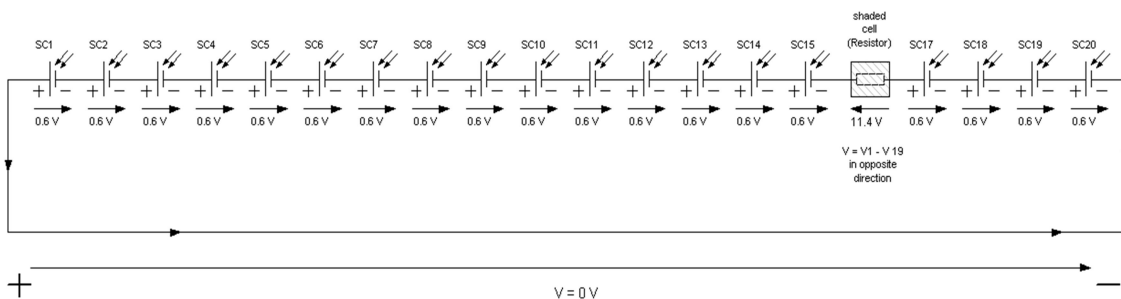 shaded
cell
(Resistor)
SC1 SC2 SC3 SC4 SC5 SC6 SC7 SC8 SC9 SC10 SC11 SC12 SC13 SC14 SC15 SC17 SC18 SC19 SC20
+ − + − + − + − + − + − + − + − + − + − + − + − + − + − + − + − + − + − + −
0.6 V 0.6 V 0.6 V 0.6 V 0.6 V 0.6 V 0.6 V 0.6 V 0.6 V 0.6 V 0.6 V 0.6 V 0.6 V 0.6 V 0.6 V 11.4 V 0.6 V 0.6 V 0.6 V 0.6 V
V = V1 - V 19
in opposite
direction
+ −
V = 0 V